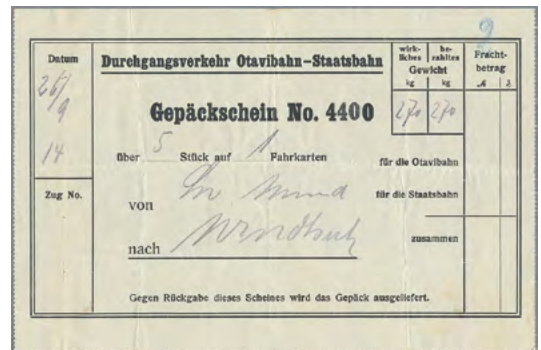 9
Datum
26/9
14
Zug No.
Durchgangsverkehr Otavibahn-Staatsbahn
Gepäckschein No. 4400
über 5 Stück auf 1 Fahrkarten
von
nach Windhuk
Gegen Rückgabe dieses Scheines wird das Gepäck ausgeliefert.
wirk-
liches
be-
zahltes
Gewicht
kg kg
270 270
Fracht-
betrag
für die Otavibahn
für die Staatsbahn
zusammen